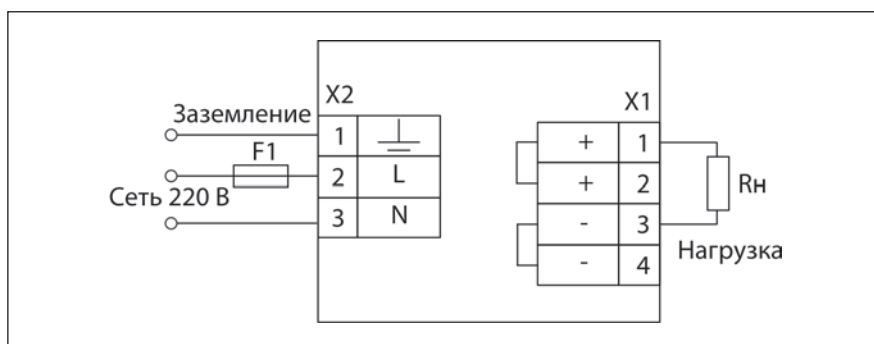 X2
X1
Заземление
1
F1
2
L
Сеть 220 В
3
N
+
1
+
2
Rн
-
3
-
4
Нагрузка